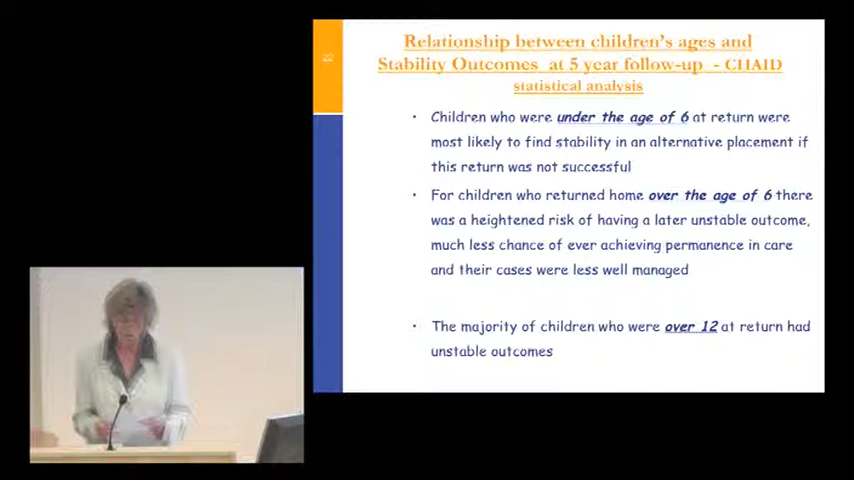 22
Relationship between children's ages and
Stability Outcomes at 5 year follow-up - CHAID
statistical analysis
• Children who were under the age of 6 at return were
most likely to find stability in an alternative placement if
this return was not successful
• For children who returned home over the age of 6 there
was a heightened risk of having a later unstable outcome,
much less chance of ever achieving permanence in care
and their cases were less well managed
• The majority of children who were over 12 at return had
unstable outcomes